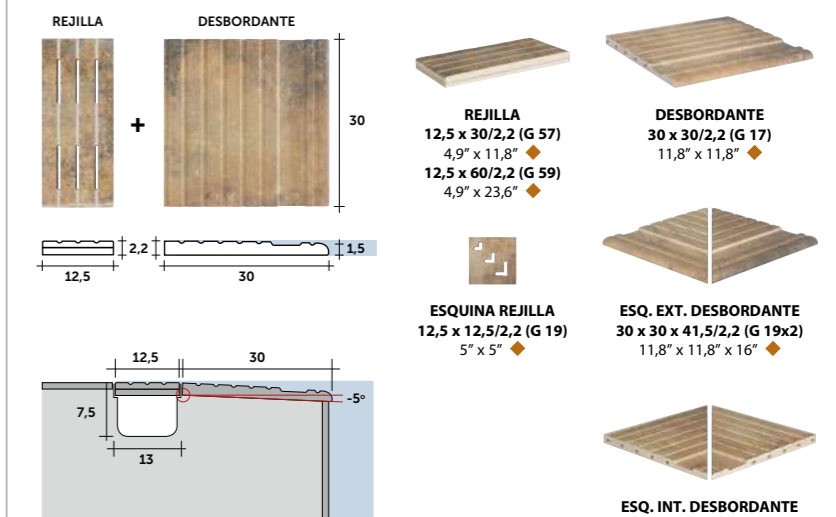 REJILLA
DESBORDANTE
+
30
2,2
1,5
12,5
30
12,5
30
-5º
7,5
13
REJILLA
12,5 x 30/2,2 (G 57)
4,9” x 11,8”
12,5 x 60/2,2 (G 59)
4,9” x 23,6”
DESBORDANTE
30 x 30/2,2 (G 17)
11,8” x 11,8”
ESQUINA REJILLA
12,5 x 12,5/2,2 (G 19)
5” x 5”
ESQ. EXT. DESBORDANTE
30 x 30 x 41,5/2,2 (G 19x2)
11,8” x 11,8” x 16”
ESQ. INT. DESBORDANTE